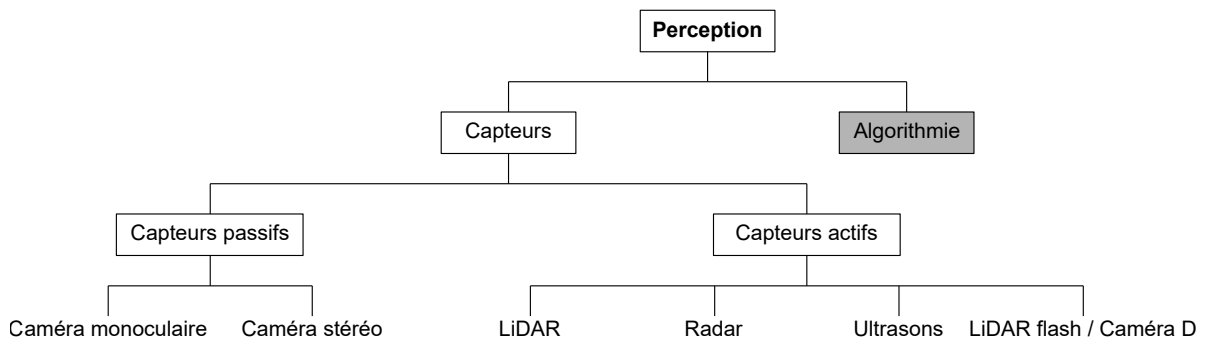 Perception
Capteurs
Algorithmie
Capteurs passifs
Capteurs actifs
Caméra monoculaire
Caméra stéréo
LiDAR
Radar
Ultrasons
LiDAR flash / Caméra D